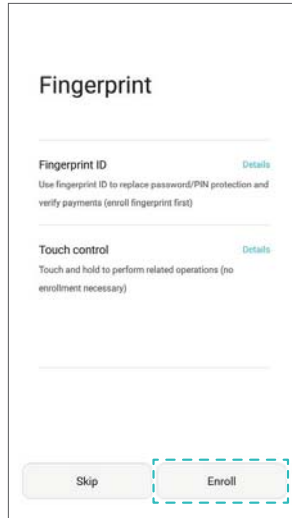 Fingerprint
Fingerprint ID
Details
Use fingerprint ID to replace password/PIN protection and
verify payments (enroll fingerprint first)
Touch control
Details
Touch and hold to perform related operations (no
enrollment necessary)
Skip
Enroll